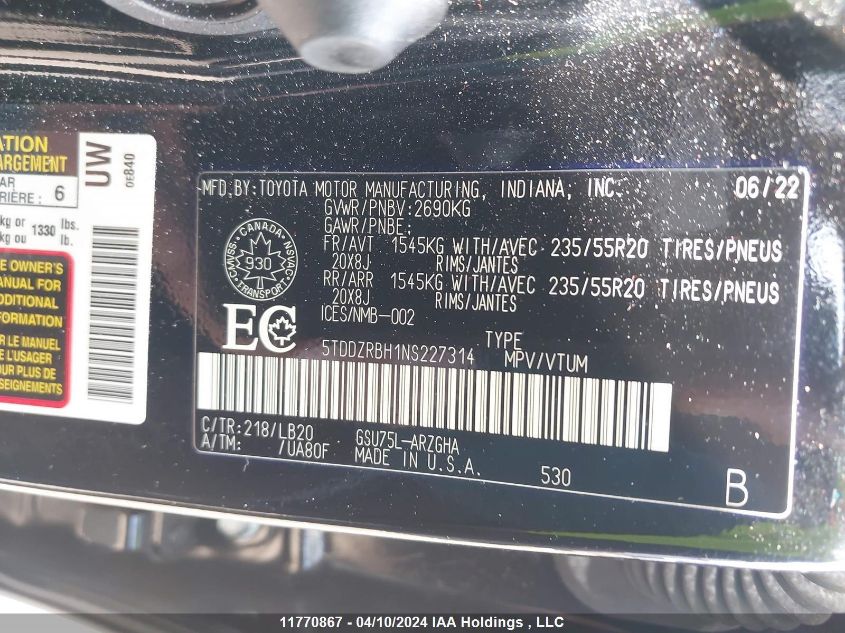 ATION
ARGEMENT
AR
RIÈRE : 6
kg or 1330 lbs.
kg ou lb.
UW
0EB40
E OWNER'S
ANUAL FOR
DDITIONAL
FORMATION
R LE MANUEL
E L'USAGER
OUR PLUS DE
SEIGNEMENTS
MFD.BY:TOYOTA MOTOR MANUFACTURING, INDIANA, INC. 06/22
GVWR/PNBV:2690KG
GAWR/PNBE;
FR/AVT 1545KG WITH/AVEC 235/55R20 TIRES/PNEUS
20X8J RIMS/JANTES
RR/ARR 1545KG WITH/AVEC 235/55R20 TIRES/PNEUS
20X8J RIMS/JANTES
ICES/NMB-002
CANADA
CMVSS NSVAC
930
TRANSPORT
EC
5TDDZRBH1NS227314
TYPE
MPV/VTUM
C/TR:218/LB20 GSU75L-ARZGHA
A/TM: /UA80F MADE IN U.S.A. 530
B
11770867 - 04/10/2024 IAA Holdings , LLC